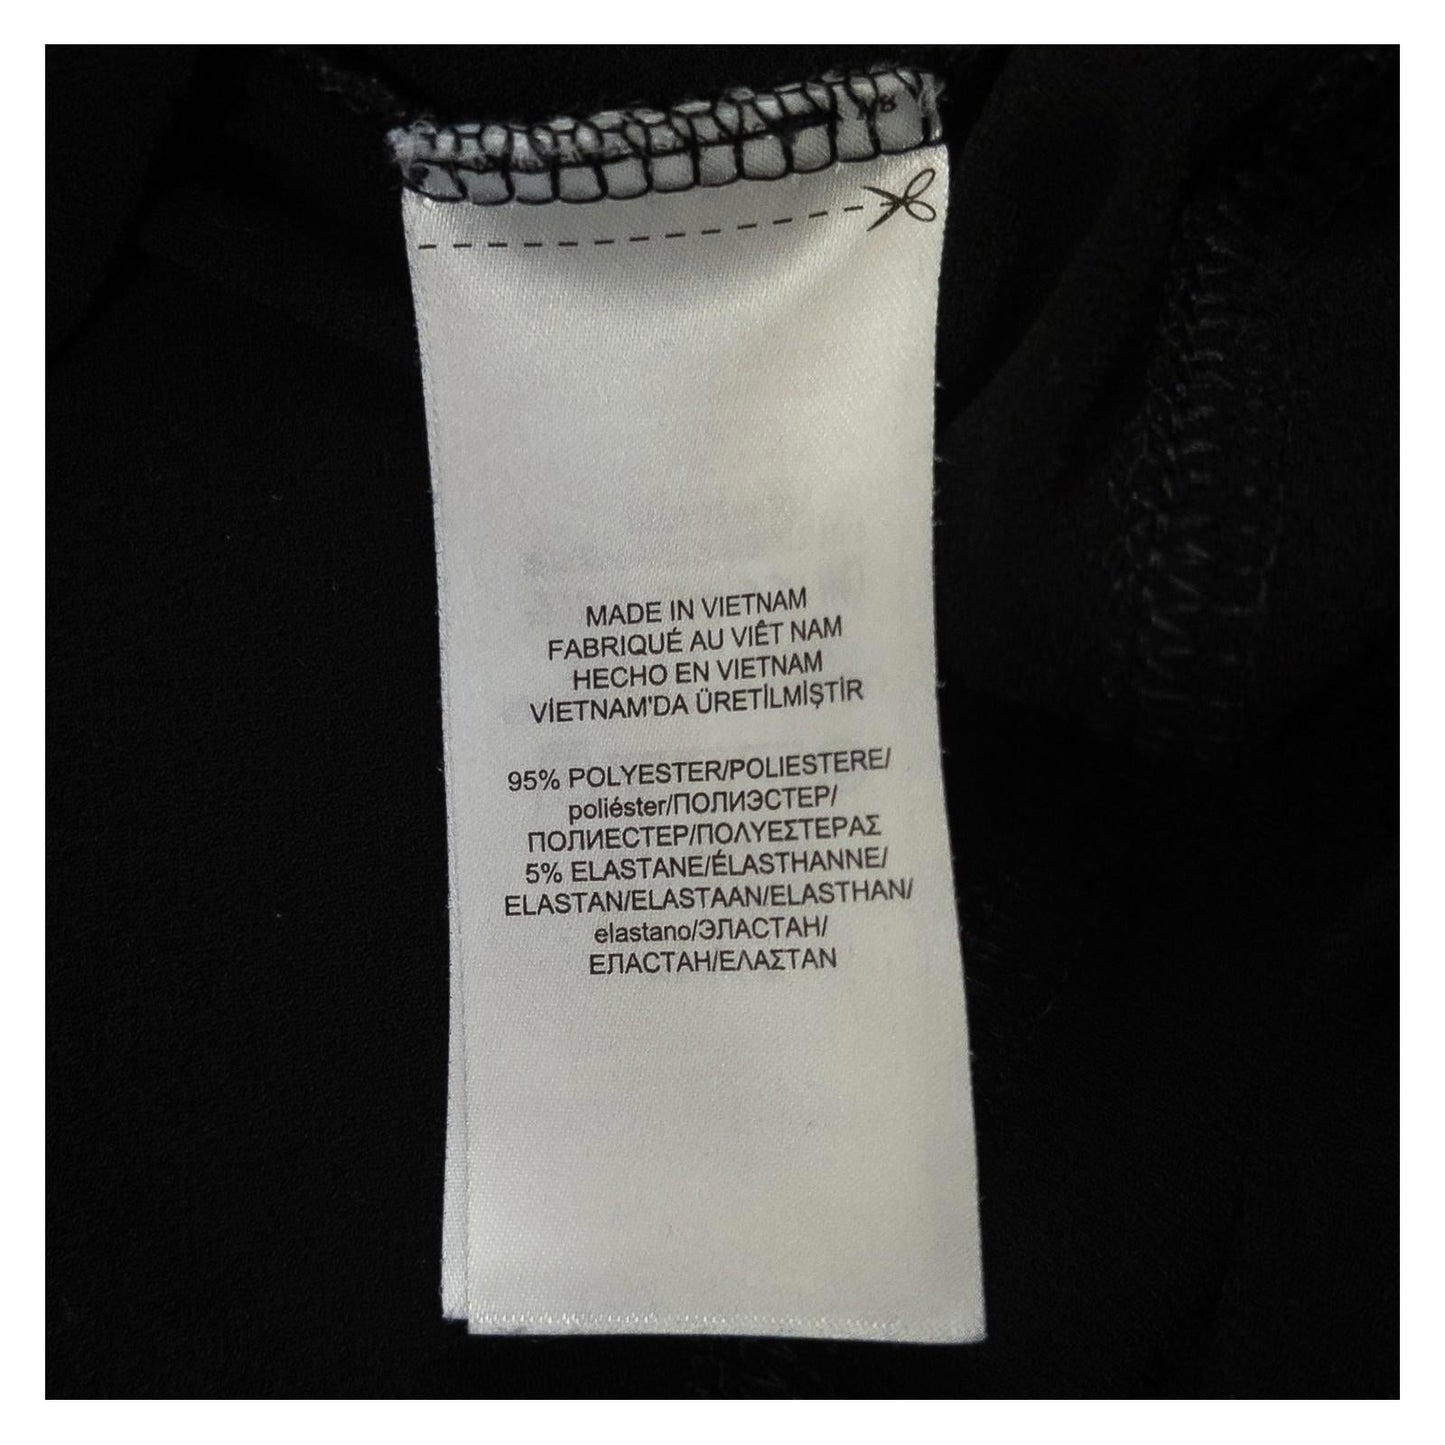 MADE IN VIETNAM
FABRIQUÉ AU VIÊT NAM
HECHO EN VIETNAM
VİETNAM'DA ÜRETİLMİŞTİR
95% POLYESTER/POLIESTERE/
poliéster/ПОЛИЭСТЕР/
ПОЛИЕСТЕР/ΠΟΛΥΕΣΤΕΡΑΣ
5% ELASTANE/ÉLASTHANNE/
ELASTAN/ELASTAAN/ELASTHAN/
elastano/ЭЛАСТАН/
ЕЛАСТАН/ΕΛΑΣΤΑΝ